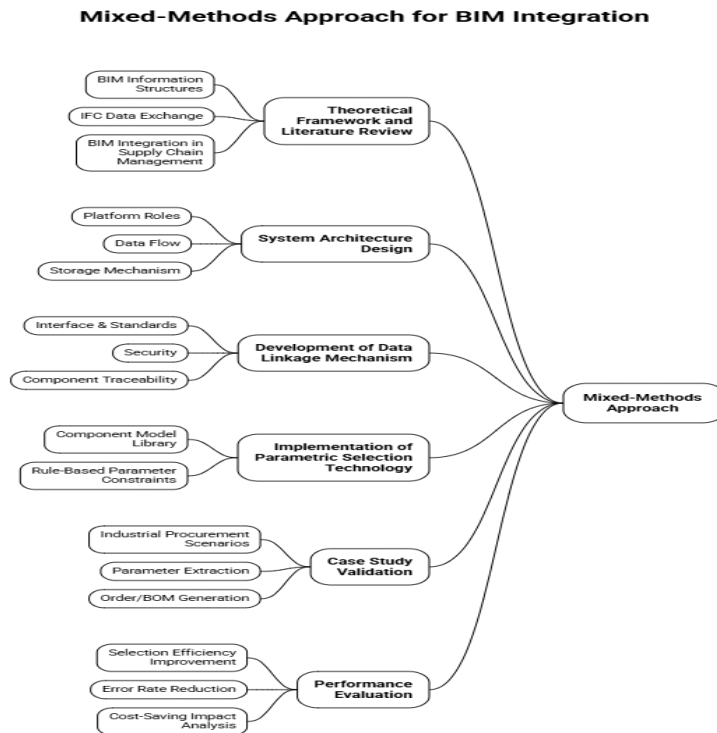 Mixed-Methods Approach for BIM Integration
BIM Information
Structures
IFC Data Exchange
BIM Integration in
Supply Chain
Management
Theoretical
Framework and
Literature Review
Platform Roles
Data Flow
Storage Mechanism
System Architecture
Design
Interface & Standards
Security
Component Traceability
Development of Data
Linkage Mechanism
Component Model
Library
Rule-Based Parameter
Constraints
Implementation of
Parametric Selection
Technology
Industrial Procurement
Scenarios
Parameter Extraction
Order/BOM Generation
Case Study
Validation
Selection Efficiency
Improvement
Error Rate Reduction
Cost-Saving Impact
Analysis
Performance
Evaluation
Mixed-Methods
Approach